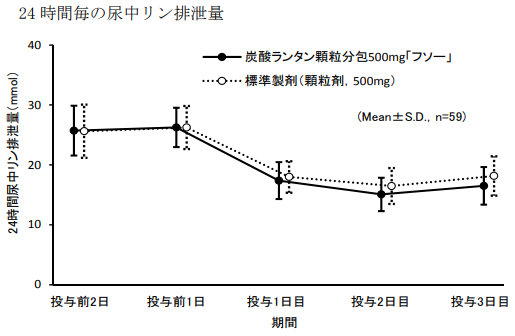 24 時間毎の尿中リン排泄量
炭酸ランタン顆粒分包500mg「フソー」
標準製剤(顆粒剤, 500mg)
(Mean±S.D., n=59)
24時間尿中リン排泄量(mmol)
40
30
20
10
0
投与前2日 投与前1日 投与1日目 投与2日目 投与3日目
期間